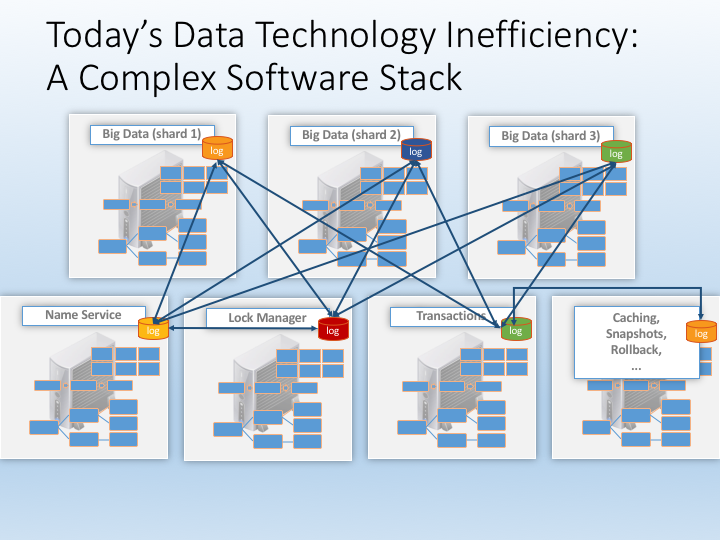 Today’s Data Technology Inefficiency:
A Complex Software Stack
Big Data (shard 1)
log
Big Data (shard 2)
log
Big Data (shard 3)
log
Name Service
log
Lock Manager
log
Transactions
log
Caching,
Snapshots,
Rollback,
...
log